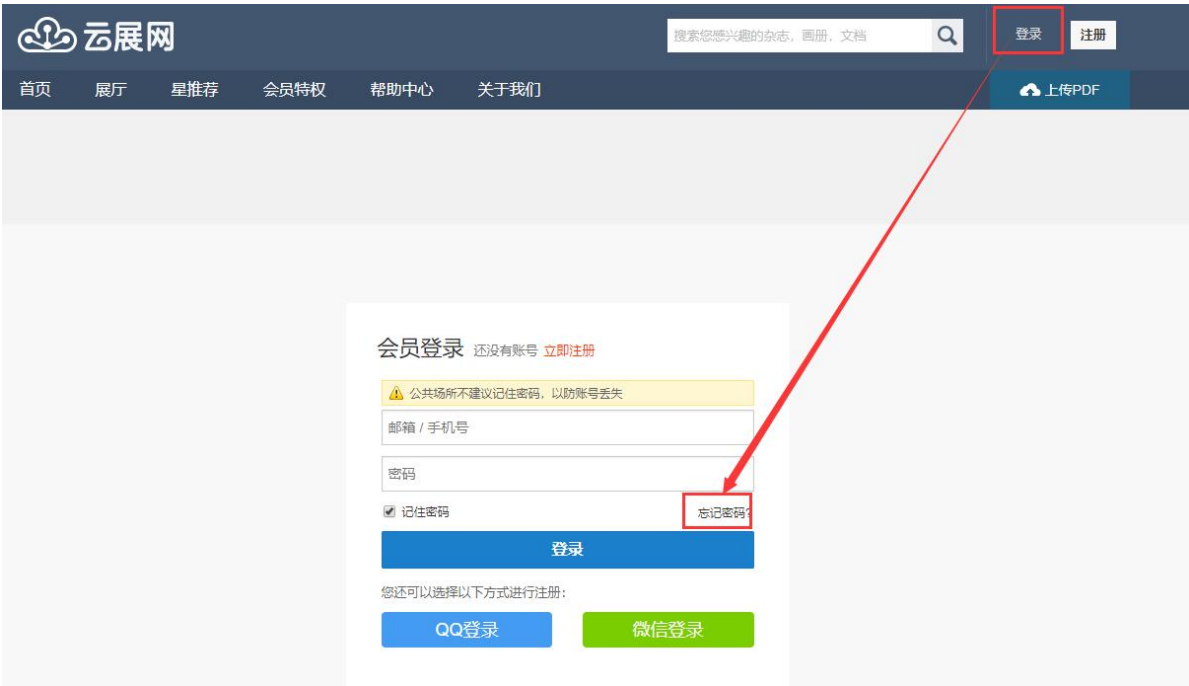 云展网
搜索您感兴趣的杂志，画册，文档
登录
注册
首页 展厅 星推荐 会员特权 帮助中心 关于我们
上传PDF
会员登录 还没有账号 立即注册
公共场所不建议记住密码，以防账号丢失
邮箱 / 手机号
密码
记住密码
忘记密码?
登录
您还可以选择以下方式进行注册：
QQ登录
微信登录